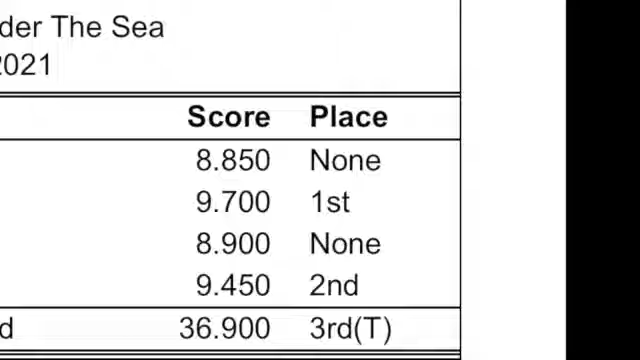 der The Sea
2021
Score Place
8.850 None
9.700 1st
8.900 None
9.450 2nd
d 36.900 3rd(T)